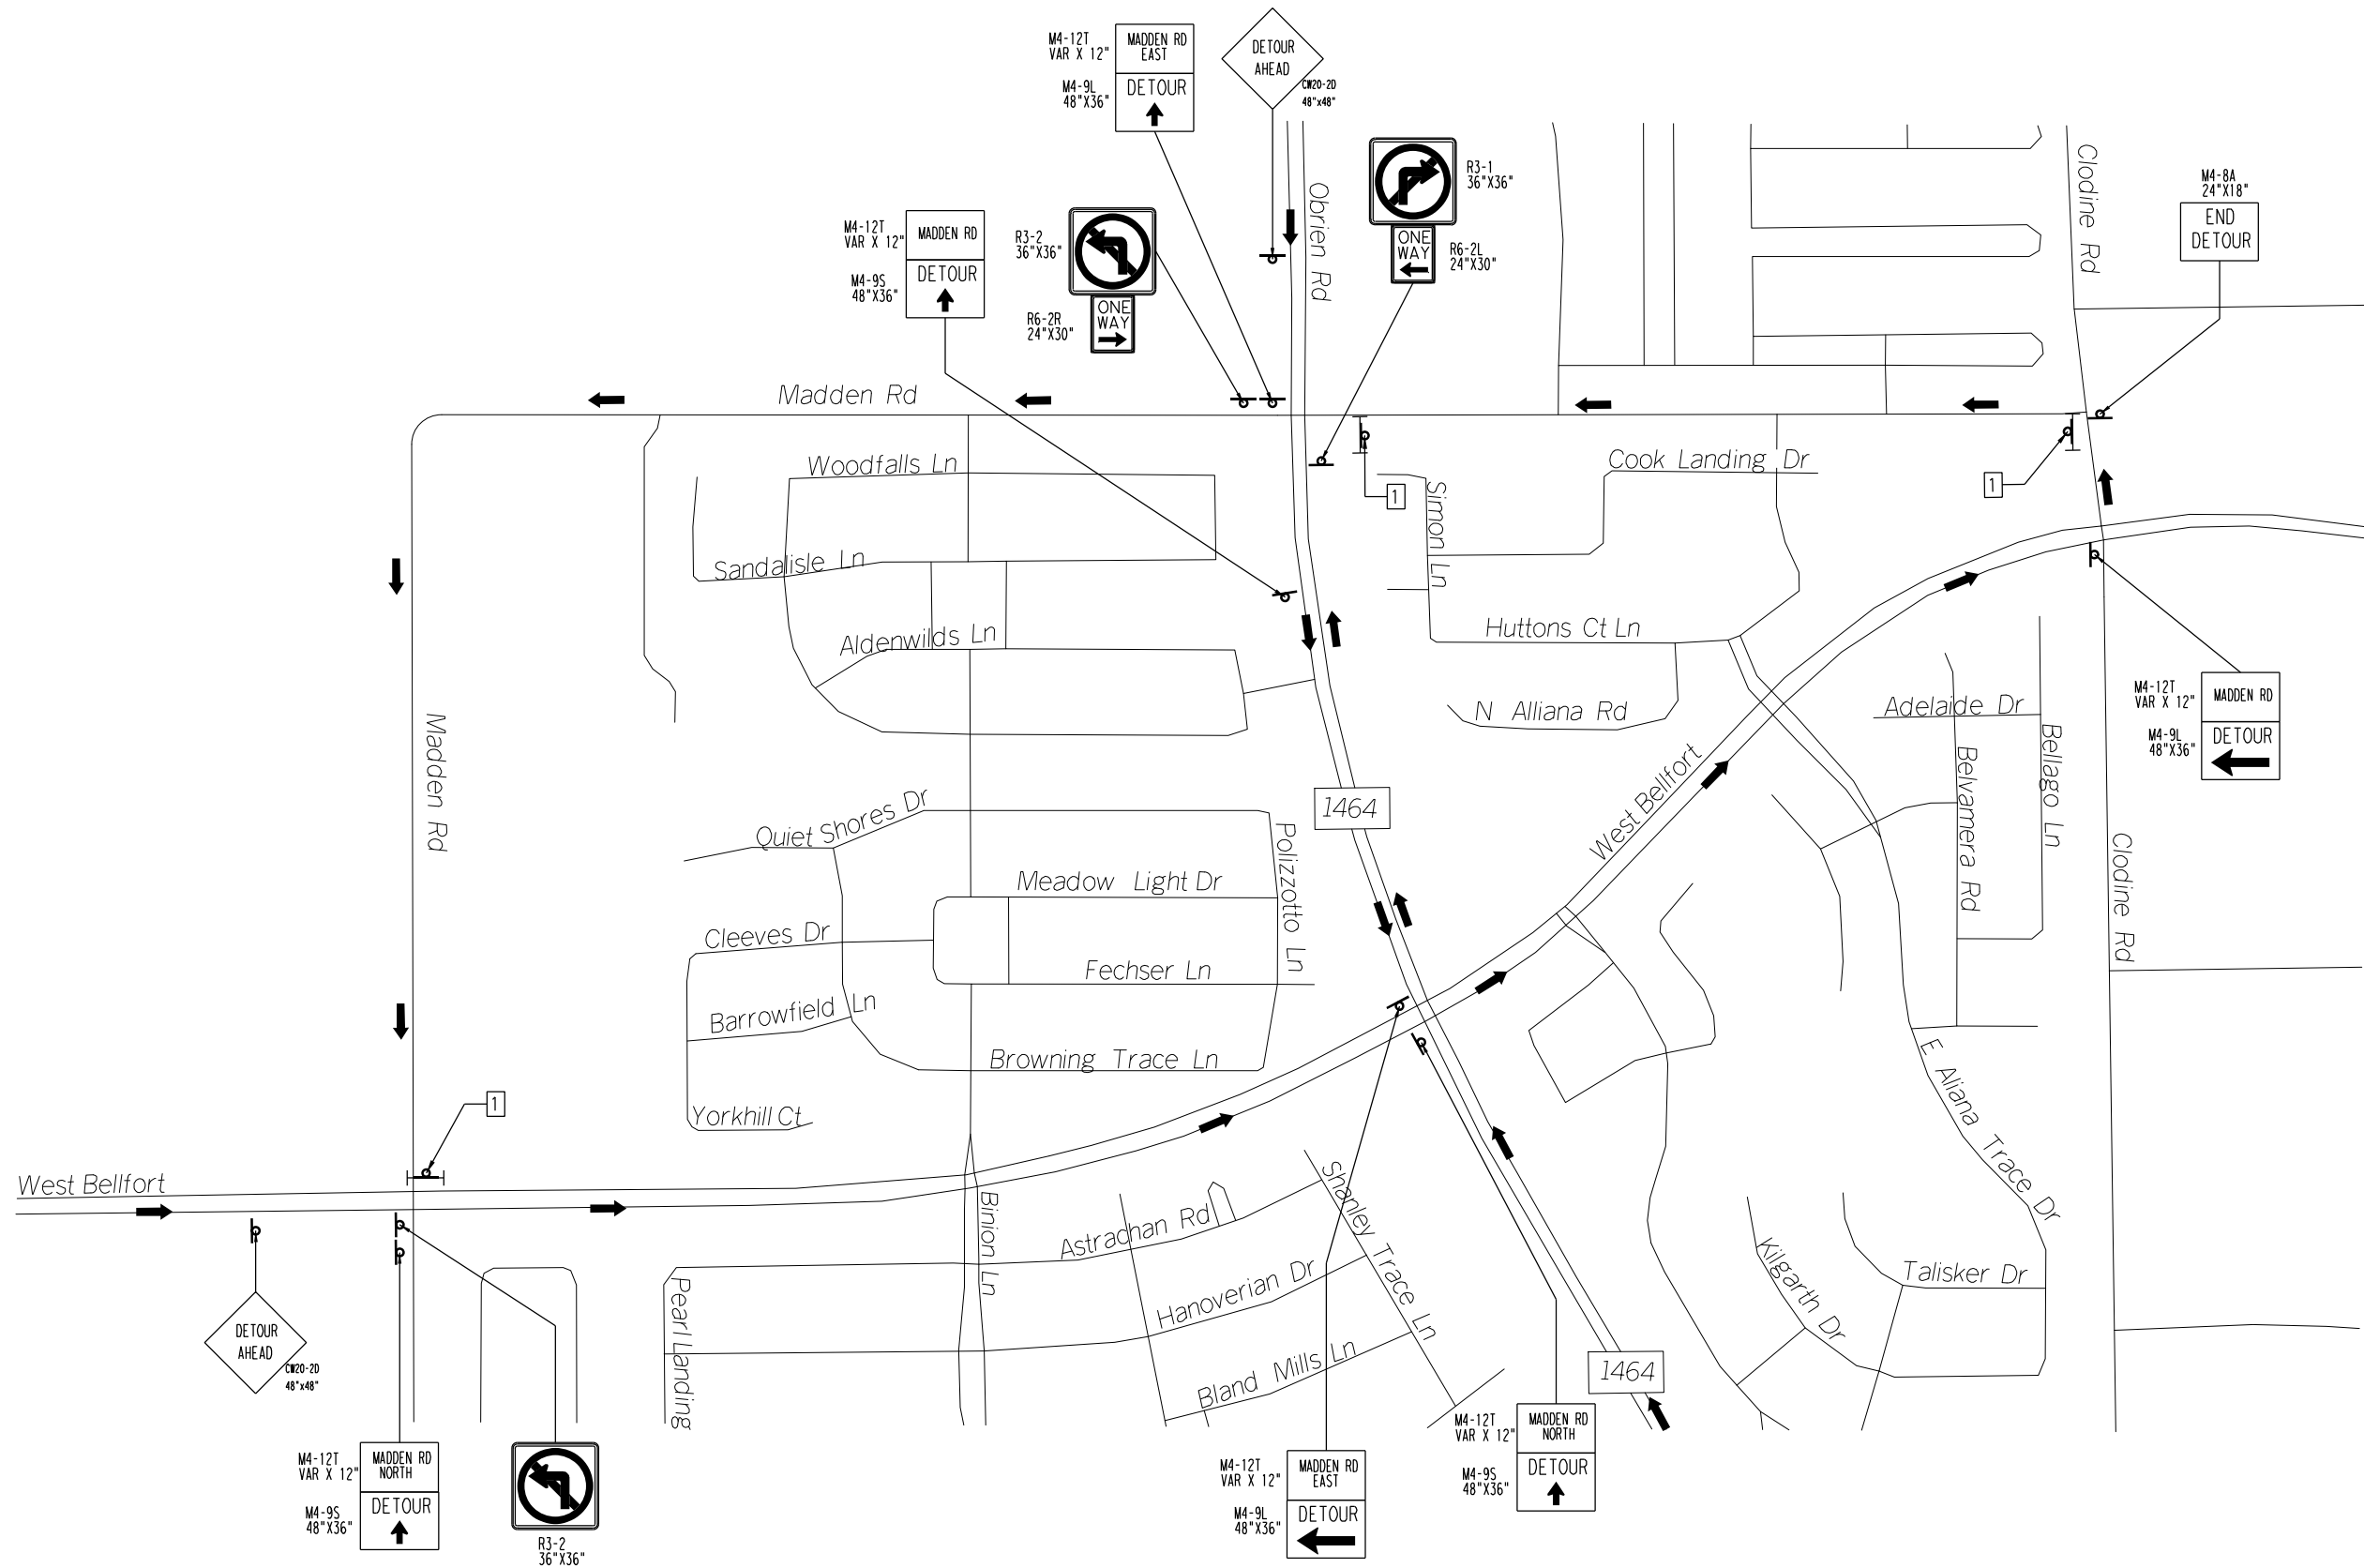 M4-12T
VAR X 12"
MADDEN RD
EAST
M4-9L
48"X36"
DETOUR
DETOUR
AHEAD
CW20-2D
48"x48"
R3-1
36"X36"
ONE
WAY
R6-2L
24"X30"
Obrien Rd
Clodine Rd
M4-8A
24"X18"
END
DETOUR
M4-12T
VAR X 12"
MADDEN RD
M4-9S
48"X36"
DETOUR
R3-2
36"X36"
ONE
WAY
R6-2R
24"X30"
Madden Rd
Woodfalls Ln
Cook Landing Dr
1
1
Simon Ln
Sandalisle Ln
Aldenwilds Ln
Huttons Ct Ln
N Alliana Rd
Adelaide Dr
Bellago Ln
Belvamera Rd
M4-12T
VAR X 12"
MADDEN RD
M4-9L
48"X36"
DETOUR
Madden Rd
1464
West Bellfort
Quiet Shores Dr
Polizzotto Ln
Meadow Light Dr
Clodine Rd
Cleeves Dr
Fechser Ln
Barrowfield Ln
Browning Trace Ln
Yorkhill Ct
1
E Aliana Trace Dr
West Bellfort
Binion Ln
Astrachan Rd
Shanley Trace Ln
Hanoverian Dr
Bland Mills Ln
Pearl Landing
Kilgarth Dr
Talisker Dr
1464
DETOUR
AHEAD
CW20-2D
48"x48"
M4-12T
VAR X 12"
MADDEN RD
NORTH
M4-9S
48"X36"
DETOUR
R3-2
36"X36"
M4-12T
VAR X 12"
MADDEN RD
EAST
M4-9L
48"X36"
DETOUR
M4-12T
VAR X 12"
MADDEN RD
NORTH
M4-9S
48"X36"
DETOUR